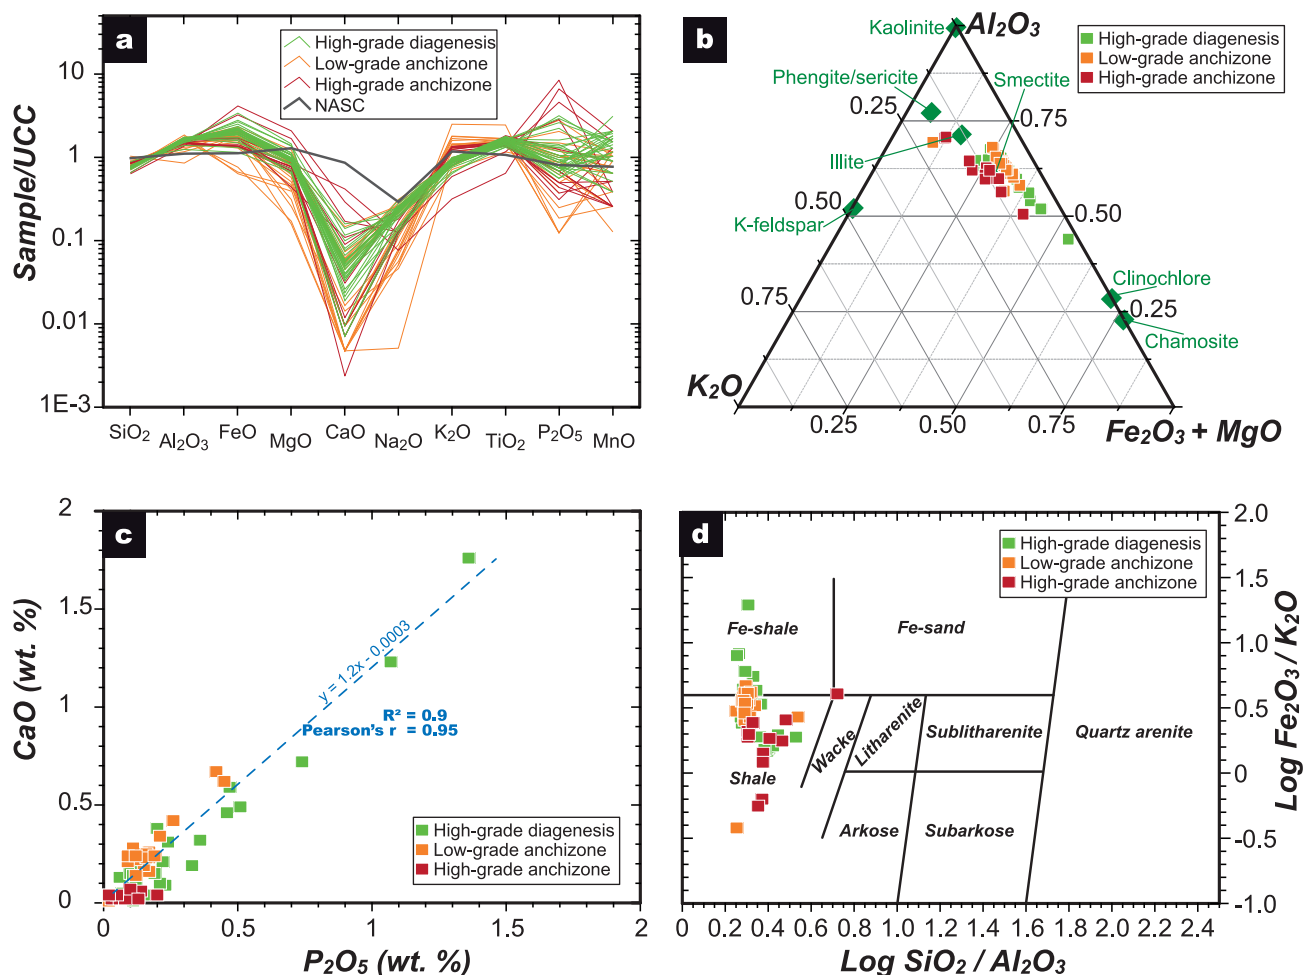 a
High-grade diagenesis
Low-grade anchizone
High-grade anchizone
NASC
10
1
0.1
0.01
1E-3
Sample/UCC
SiO2
Al2O3
FeO
MgO
CaO
Na2O
K2O
TiO2
P2O5
MnO
b
Kaolinite
Al2O3
High-grade diagenesis
Low-grade anchizone
High-grade anchizone
Phengite/sericite
Smectite
0.25
0.75
Illite
0.50
0.50
K-feldspar
Clinochlore
0.75
0.25
Chamosite
K2O
0.25
0.50
0.75
Fe2O3 + MgO
c
2
1.5
1
0.5
0
CaO (wt. %)
y = 1.2x - 0.0003
R² = 0.9
Pearson's r = 0.95
High-grade diagenesis
Low-grade anchizone
High-grade anchizone
0
0.5
1
1.5
2
P2O5 (wt. %)
d
High-grade diagenesis
Low-grade anchizone
High-grade anchizone
2.0
1.5
1.0
0.5
0
-0.5
-1.0
Log Fe2O3 / K2O
Fe-shale
Fe-sand
Shale
Wacke
Litharenite
Sublitharenite
Quartz arenite
Arkose
Subarkose
0 0.2 0.4 0.6 0.8 1.0 1.2 1.4 1.6 1.8 2.0 2.2 2.4
Log SiO2 / Al2O3